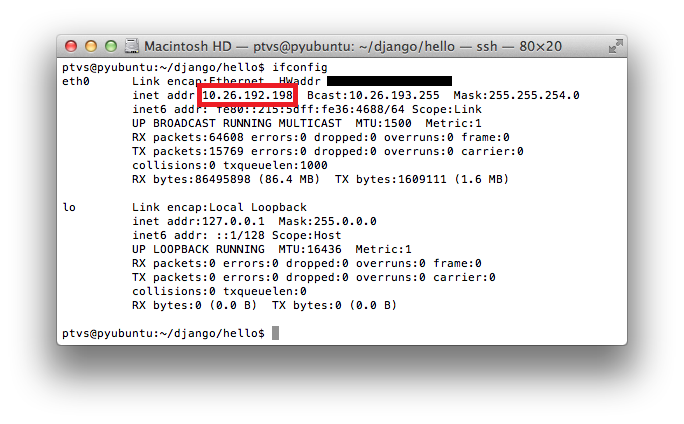 Macintosh HD — ptvs@pyubuntu: ~/django/hello — ssh — 80×20
ptvs@pyubuntu:~/django/hello$ ifconfig
eth0 Link encap:Ethernet HWaddr
inet addr:10.26.192.198 Bcast:10.26.193.255 Mask:255.255.254.0
inet6 addr: fe80::215:5dff:fe36:4688/64 Scope:Link
UP BROADCAST RUNNING MULTICAST MTU:1500 Metric:1
RX packets:64608 errors:0 dropped:0 overruns:0 frame:0
TX packets:15769 errors:0 dropped:0 overruns:0 carrier:0
collisions:0 txqueuelen:1000
RX bytes:86495898 (86.4 MB) TX bytes:1609111 (1.6 MB)
lo Link encap:Local Loopback
inet addr:127.0.0.1 Mask:255.0.0.0
inet6 addr: ::1/128 Scope:Host
UP LOOPBACK RUNNING MTU:16436 Metric:1
RX packets:0 errors:0 dropped:0 overruns:0 frame:0
TX packets:0 errors:0 dropped:0 overruns:0 carrier:0
collisions:0 txqueuelen:0
RX bytes:0 (0.0 B) TX bytes:0 (0.0 B)
ptvs@pyubuntu:~/django/hello$